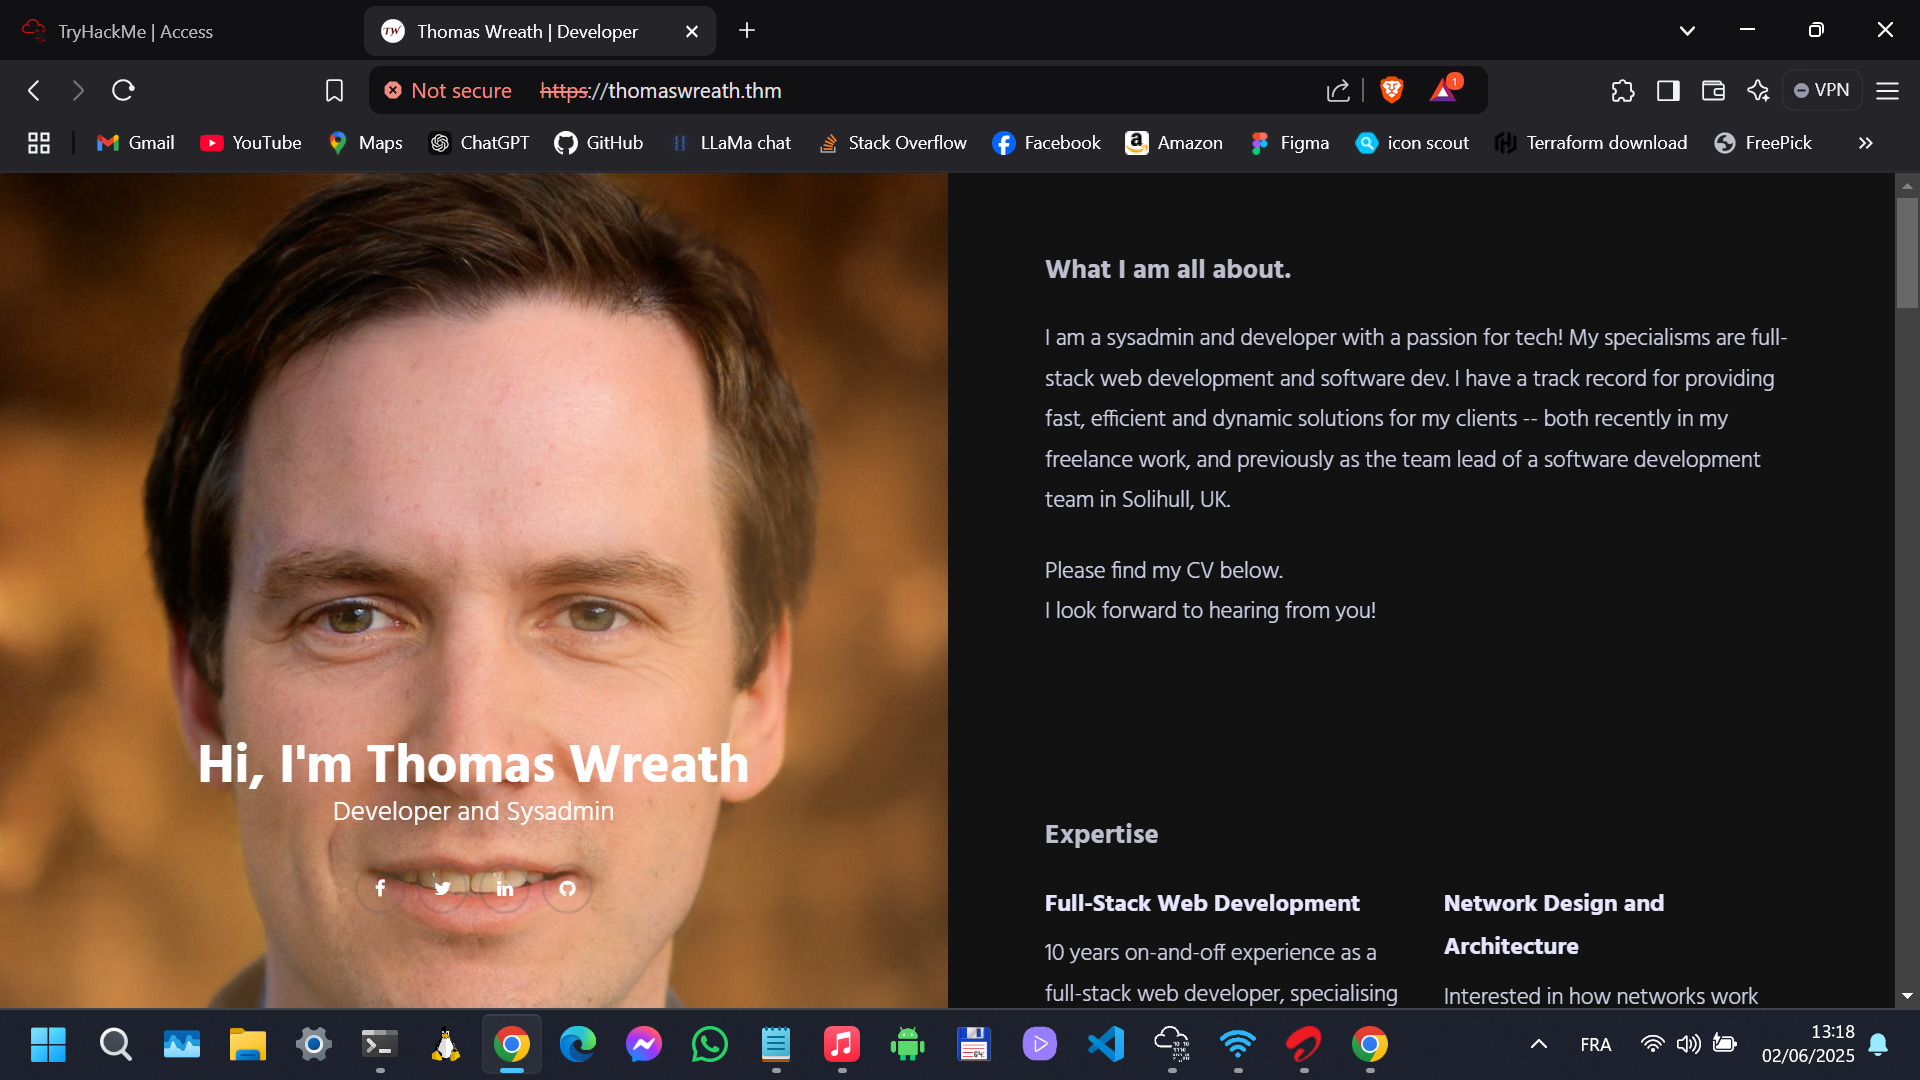 TryHackMe | Access
TW
Thomas Wreath | Developer
Not secure
https://thomaswreath.thm
1
VPN
Gmail
YouTube
Maps
ChatGPT
GitHub
LLaMa chat
Stack Overflow
Facebook
Amazon
Figma
icon scout
Terraform download
FreePick
Hi, I'm Thomas Wreath
Developer and Sysadmin
What I am all about.
I am a sysadmin and developer with a passion for tech! My specialisms are full-
stack web development and software dev. I have a track record for providing
fast, efficient and dynamic solutions for my clients -- both recently in my
freelance work, and previously as the team lead of a software development
team in Solihull, UK.
Please find my CV below.
I look forward to hearing from you!
Expertise
Full-Stack Web Development
10 years on-and-off experience as a
full-stack web developer, specialising
Network Design and
Architecture
Interested in how networks work
FRA
13:18
02/06/2025